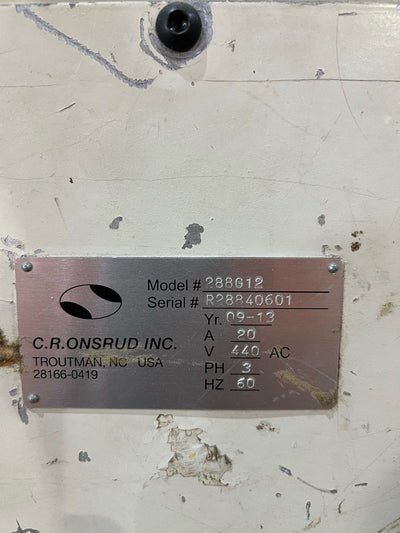 Model # 288G12
Serial # R28840601
Yr. 09-13
A 20
V 440 AC
PH 3
HZ 60
C.R.ONSRUD INC.
TROUTMAN, NC USA
28166-0419